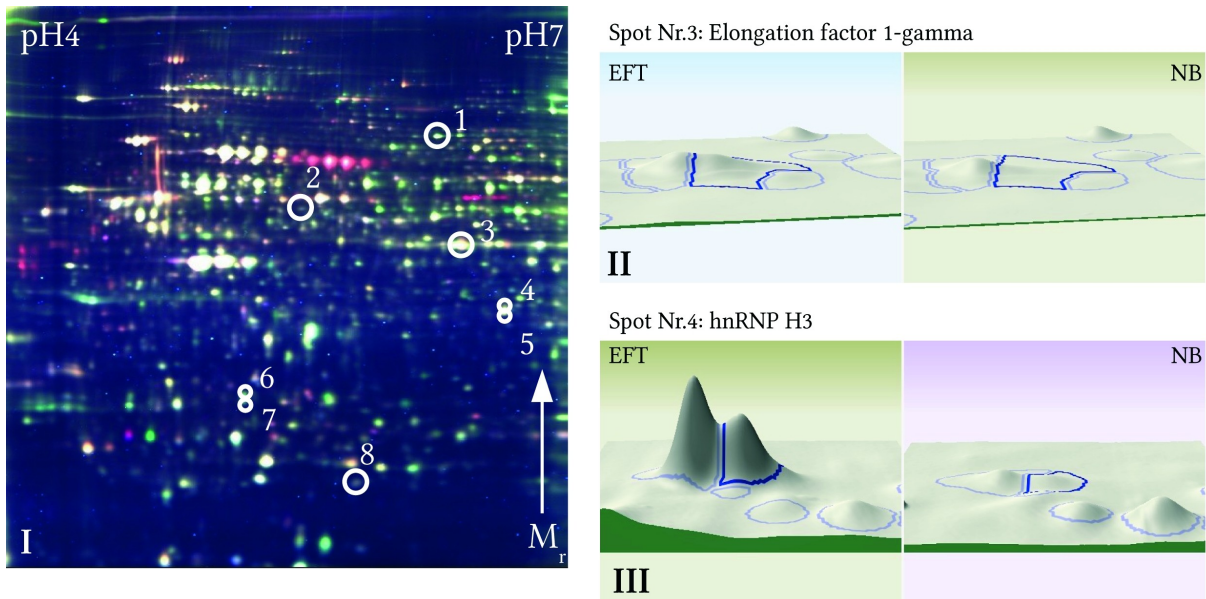 pH4
pH7
1
2
3
4
5
6
7
8
I
Mr
Spot Nr.3: Elongation factor 1-gamma
EFT
NB
II
Spot Nr.4: hnRNP H3
EFT
NB
III